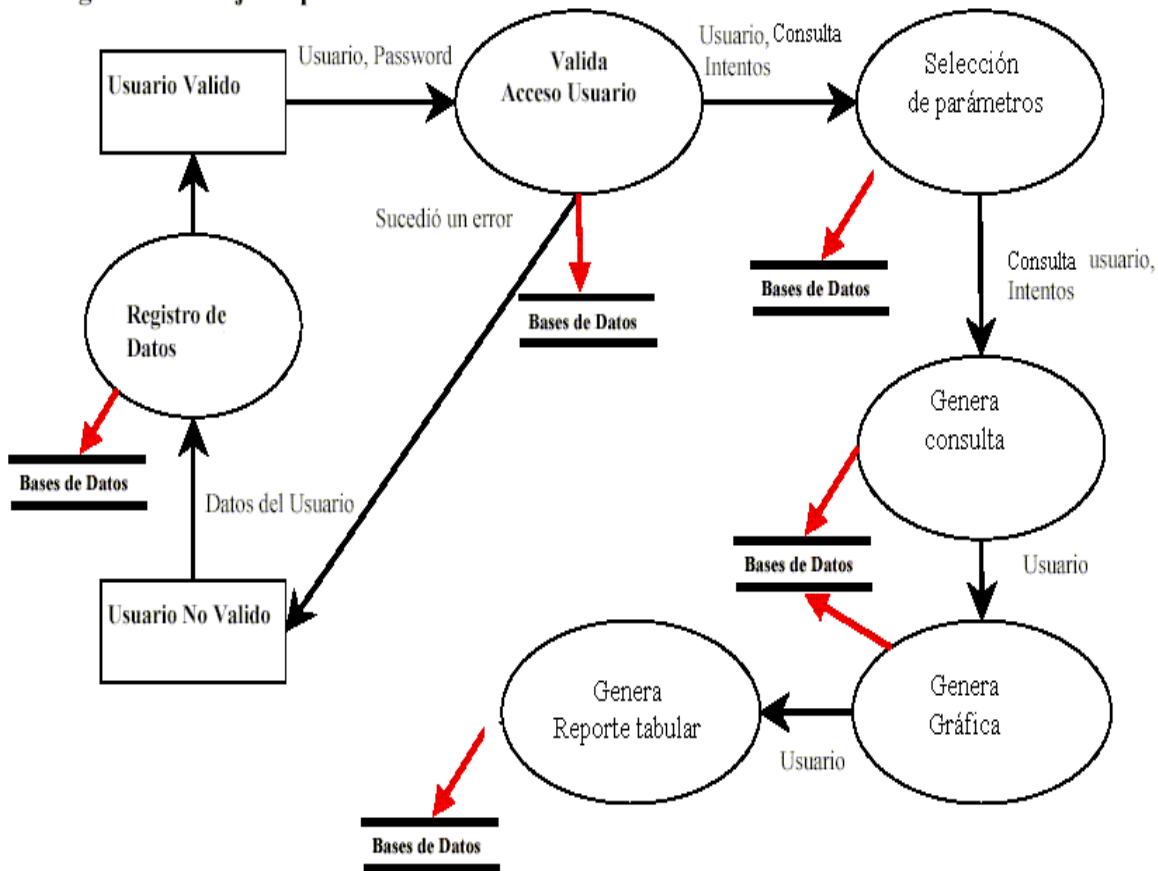 Usuario Valido
Usuario, Password
Valida
Acceso Usuario
Usuario, Consulta
Intentos
Selección
de parámetros
Sucedió un error
Bases de Datos
Bases de Datos
Consulta usuario,
Intentos
Registro de
Datos
Bases de Datos
Datos del Usuario
Usuario No Valido
Genera
consulta
Bases de Datos
Usuario
Genera
Gráfica
Usuario
Genera
Reporte tabular
Bases de Datos